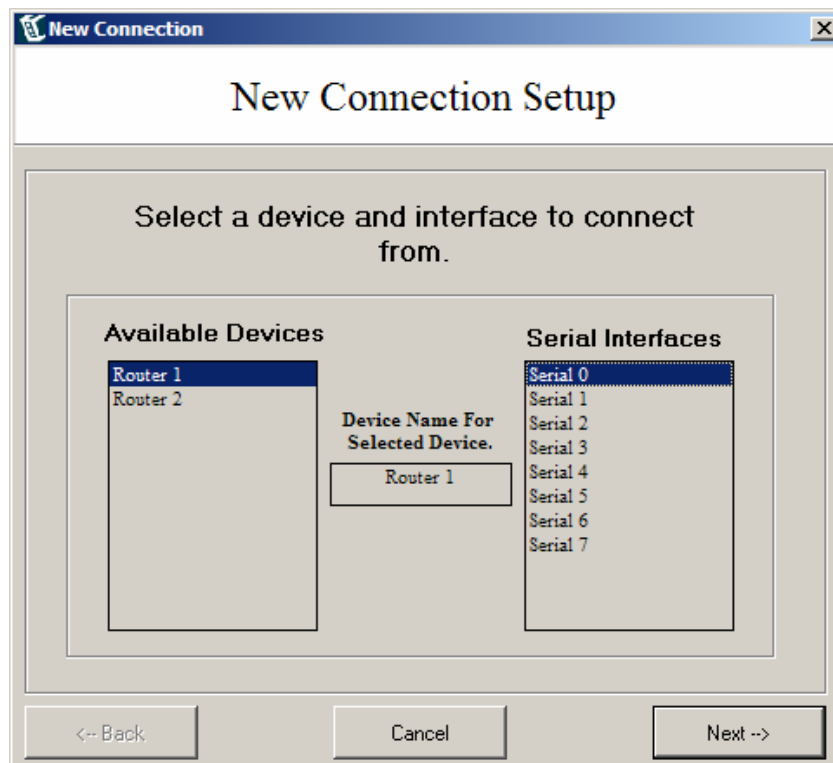 New Connection
New Connection Setup
Select a device and interface to connect
from.
Available Devices
Router 1
Router 2
Device Name For
Selected Device.
Router 1
Serial Interfaces
Serial 0
Serial 1
Serial 2
Serial 3
Serial 4
Serial 5
Serial 6
Serial 7
<-- Back
Cancel
Next -->